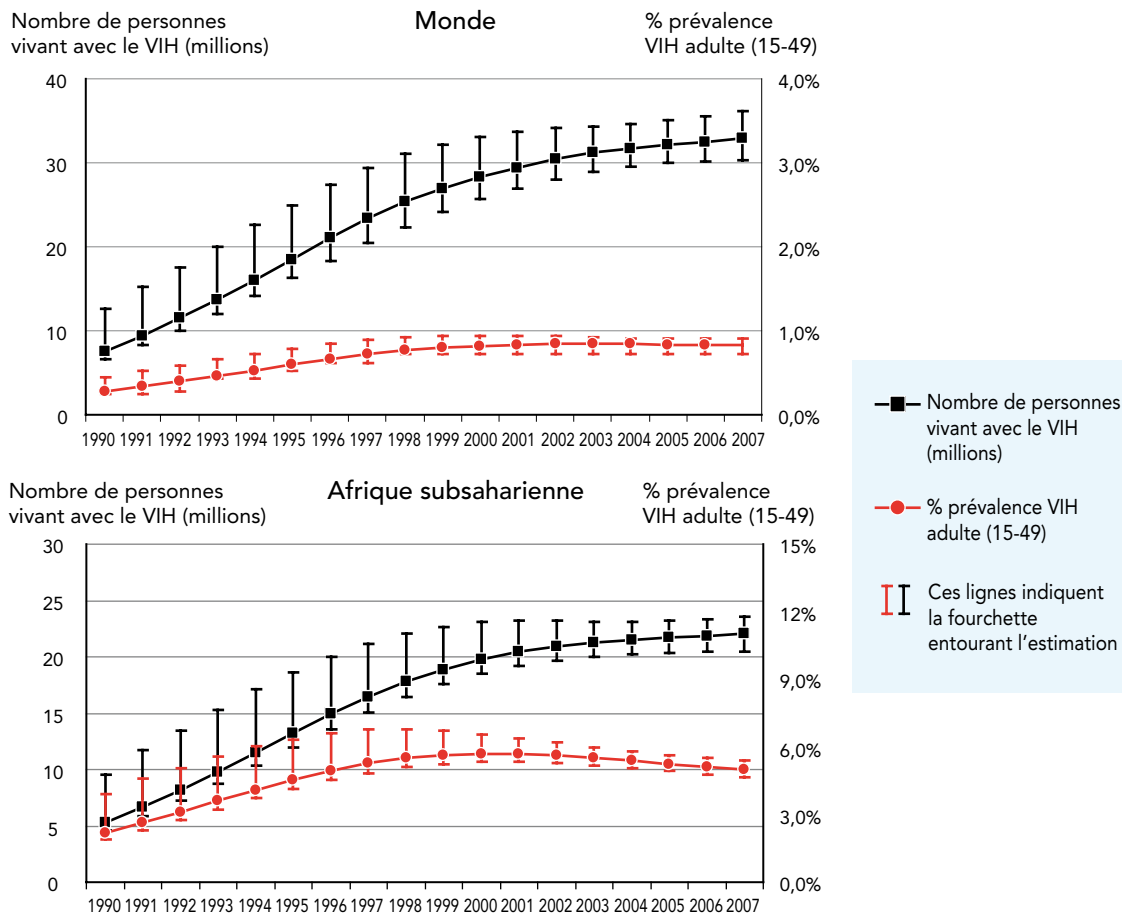 Nombre de personnes
vivant avec le VIH (millions)
Monde
% prévalence
VIH adulte (15-49)
40
30
20
10
0
4,0%
3,0%
2,0%
1,0%
0,0%
1990 1991 1992 1993 1994 1995 1996 1997 1998 1999 2000 2001 2002 2003 2004 2005 2006 2007
Nombre de personnes
vivant avec le VIH (millions)
Afrique subsaharienne
% prévalence
VIH adulte (15-49)
30
25
20
15
10
5
0
15%
12%
9,0%
6,0%
3,0%
0,0%
1990 1991 1992 1993 1994 1995 1996 1997 1998 1999 2000 2001 2002 2003 2004 2005 2006 2007
Nombre de personnes
vivant avec le VIH
(millions)
% prévalence VIH
adulte (15-49)
Ces lignes indiquent
la fourchette
entourant l’estimation